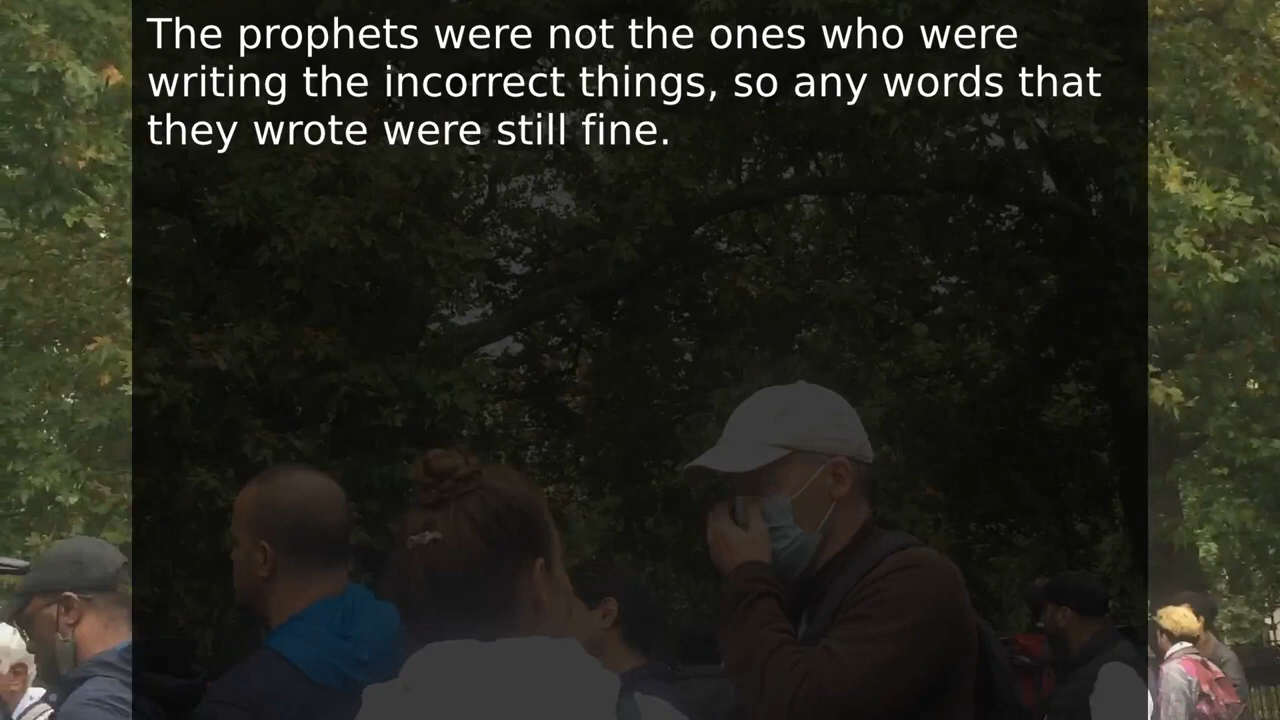 The prophets were not the ones who were
writing the incorrect things, so any words that
they wrote were still fine.